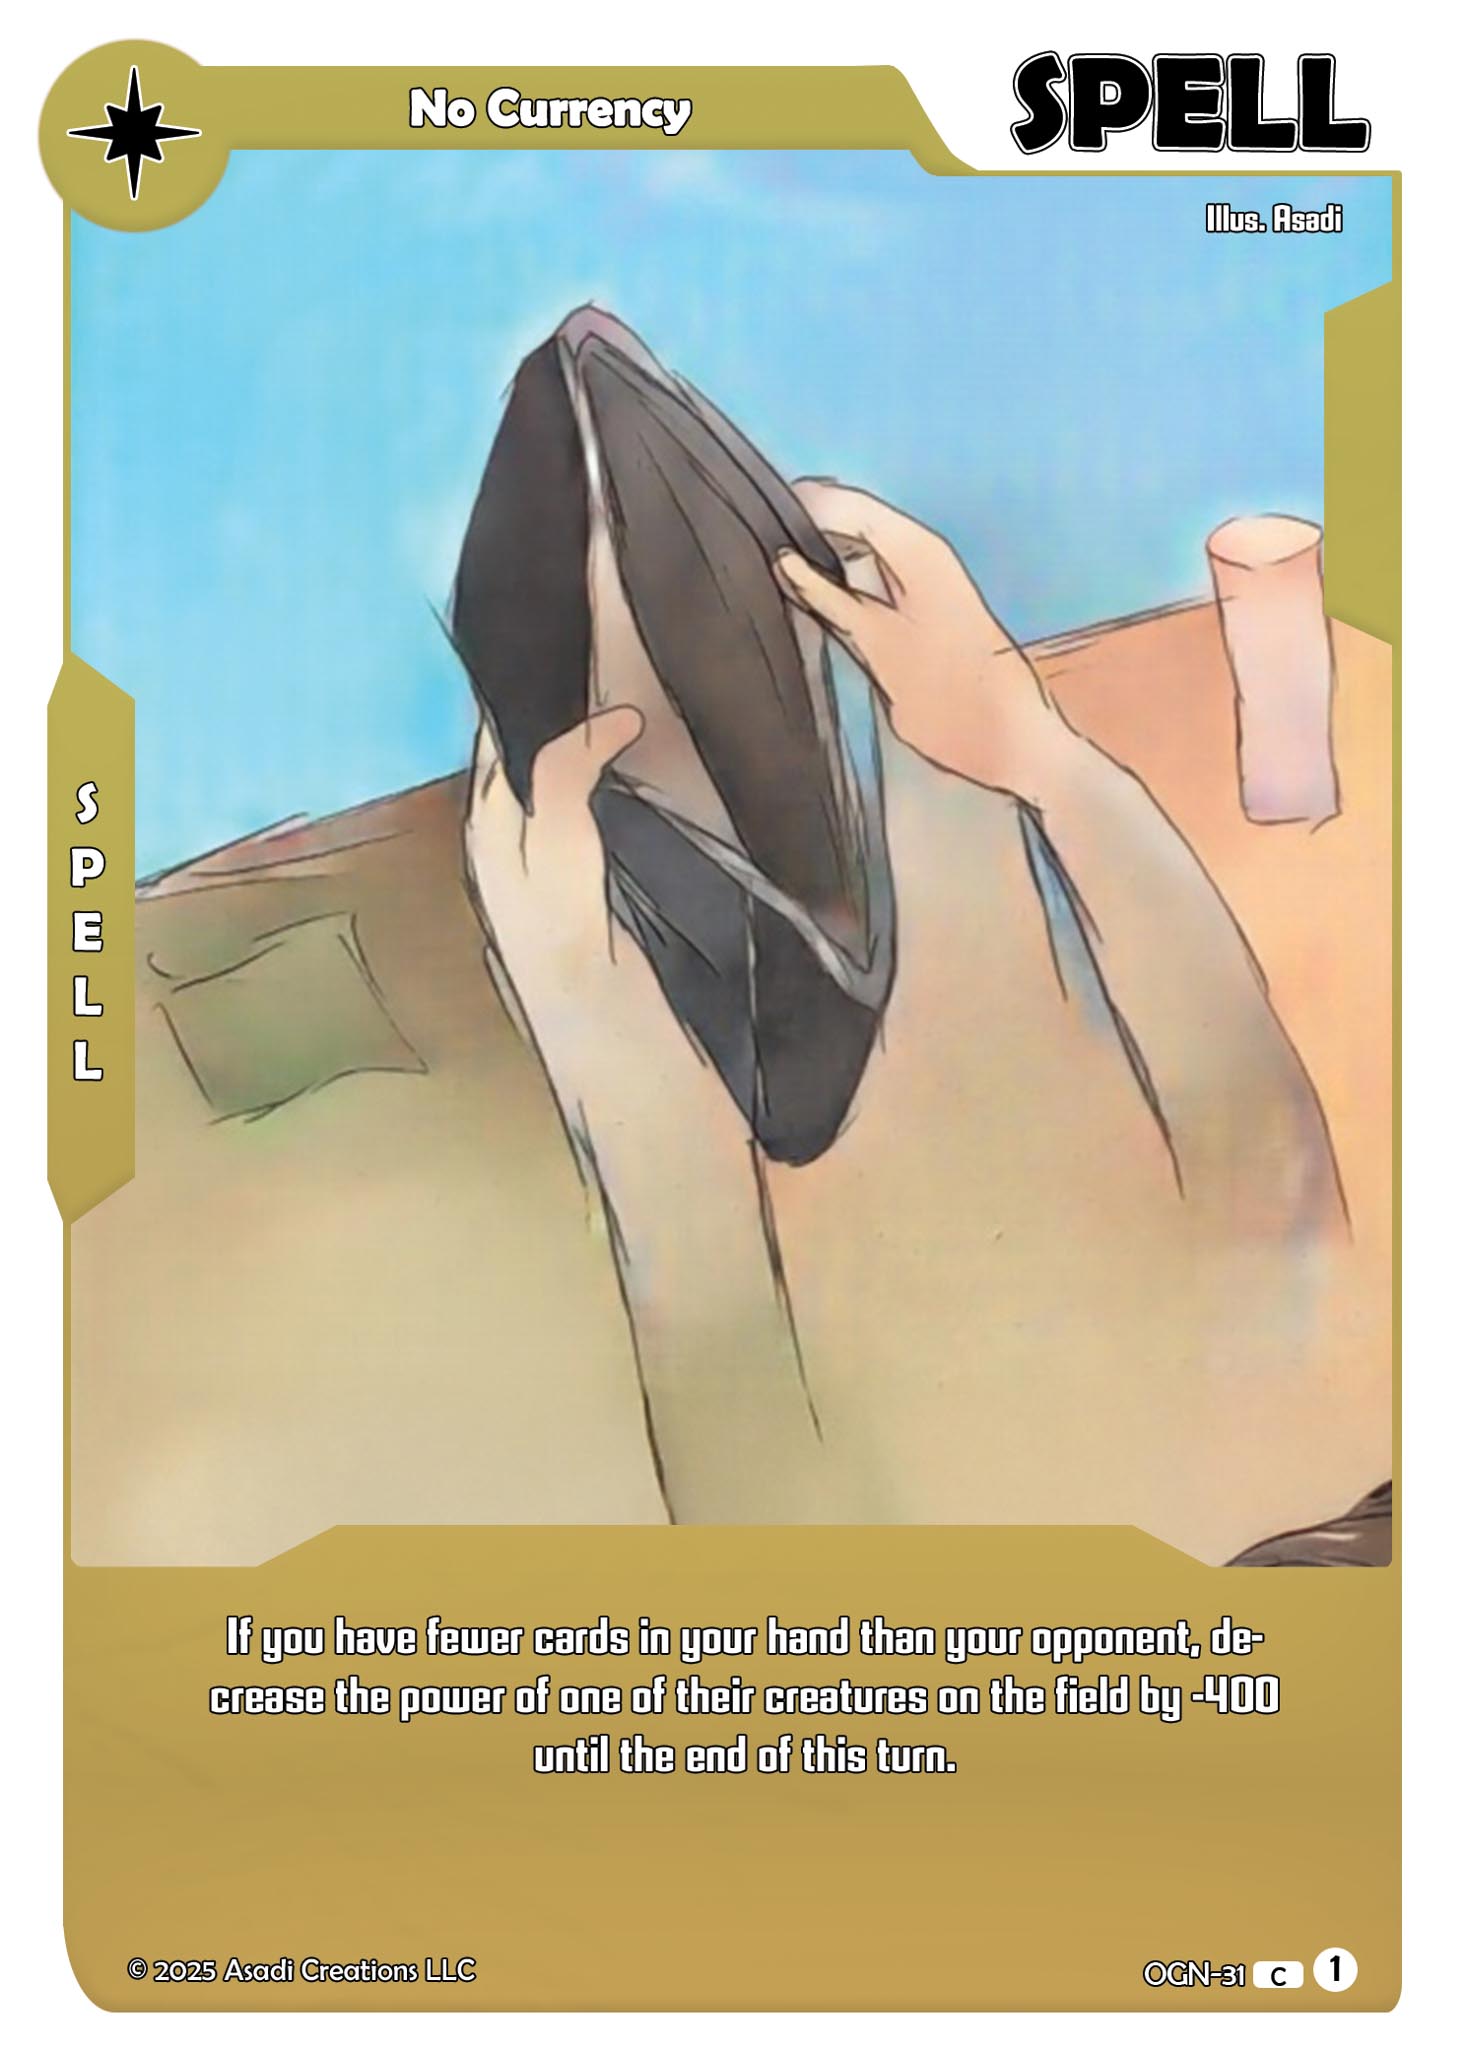 No Currency
SPELL
Illus. Asadi
S
P
E
L
L
If you have fewer cards in your hand than your opponent, de-
crease the power of one of their creatures on the field by -400
until the end of this turn.
© 2025 Asadi Creations LLC
OGN-31 C 1